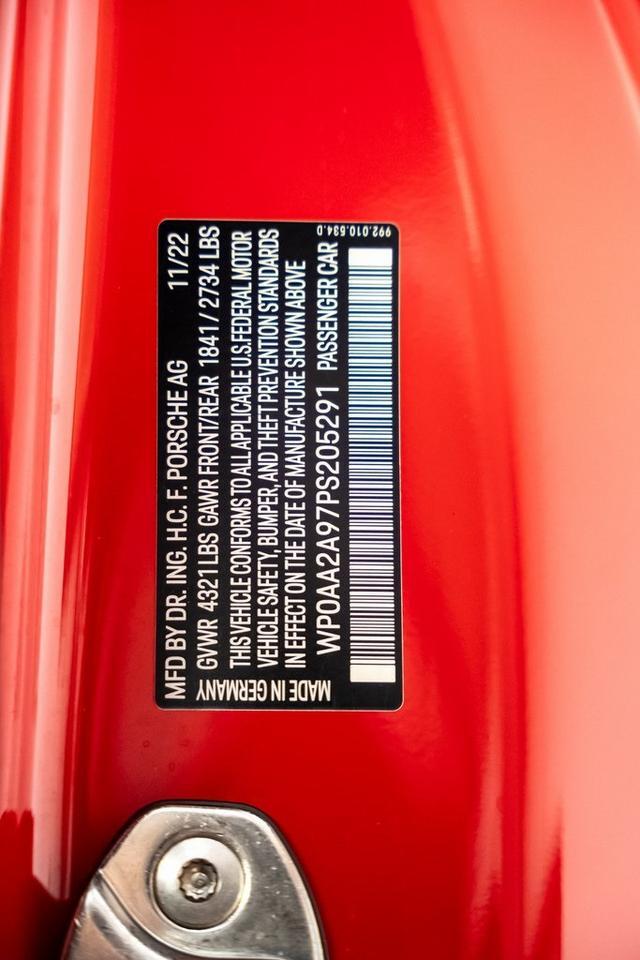 MFD BY DR. ING. H.C. F. PORSCHE AG 11/22
GVWR 4321 LBS GAWR FRONT/REAR 1841 / 2734 LBS
THIS VEHICLE CONFORMS TO ALL APPLICABLE U.S. FEDERAL MOTOR
VEHICLE SAFETY, BUMPER, AND THEFT PREVENTION STANDARDS
IN EFFECT ON THE DATE OF MANUFACTURE SHOWN ABOVE
WP0AA2A97PS205291 PASSENGER CAR
MADE IN GERMANY
992.010.634.D